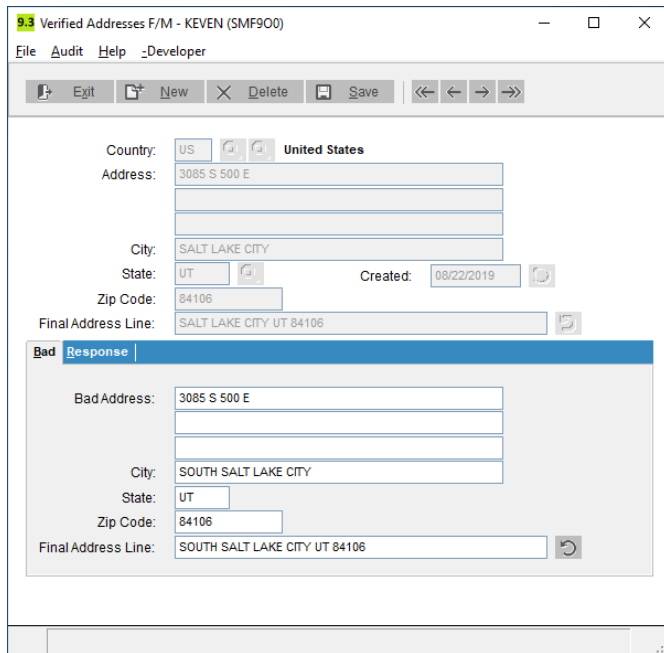 9.3 Verified Addresses F/M - KEVEN (SMF9O0)
File Audit Help -Developer
Exit New Delete Save
Country: US United States
Address: 3085 S 500 E
City: SALT LAKE CITY
State: UT Created: 08/22/2019
Zip Code: 84106
Final Address Line: SALT LAKE CITY UT 84106
Bad Response
Bad Address: 3085 S 500 E
City: SOUTH SALT LAKE CITY
State: UT
Zip Code: 84106
Final Address Line: SOUTH SALT LAKE CITY UT 84106